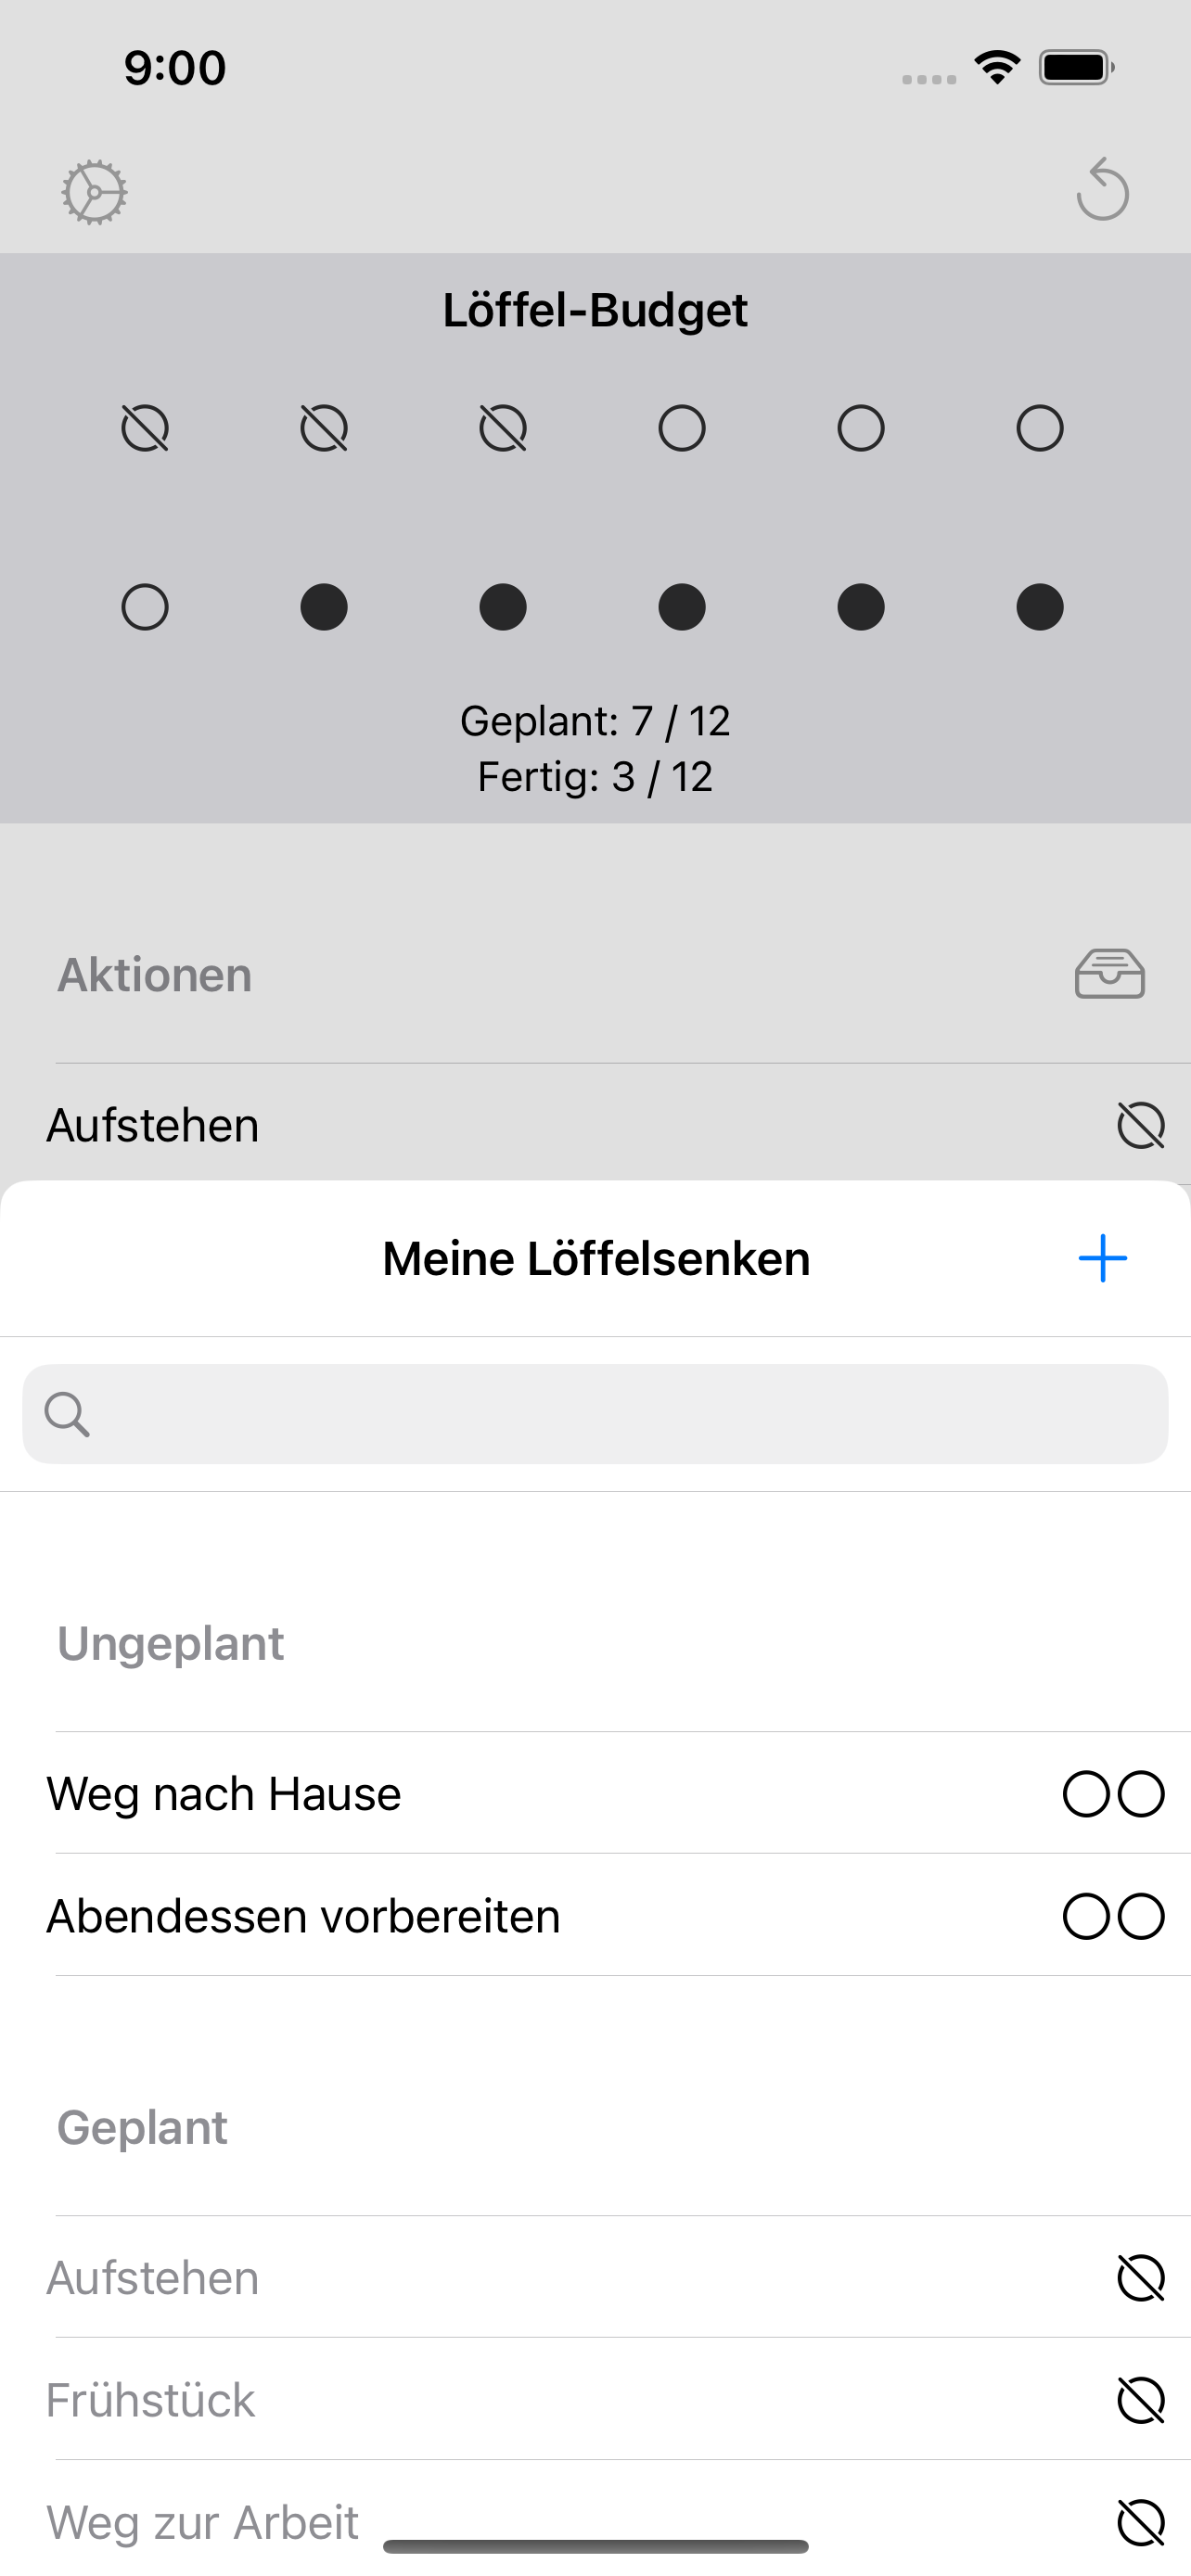 9:00
Löffel-Budget
Geplant: 7 / 12
Fertig: 3 / 12
Aktionen
Aufstehen
Meine Löffelsenken
Ungeplant
Weg nach Hause
Abendessen vorbereiten
Geplant
Aufstehen
Frühstück
Weg zur Arbeit